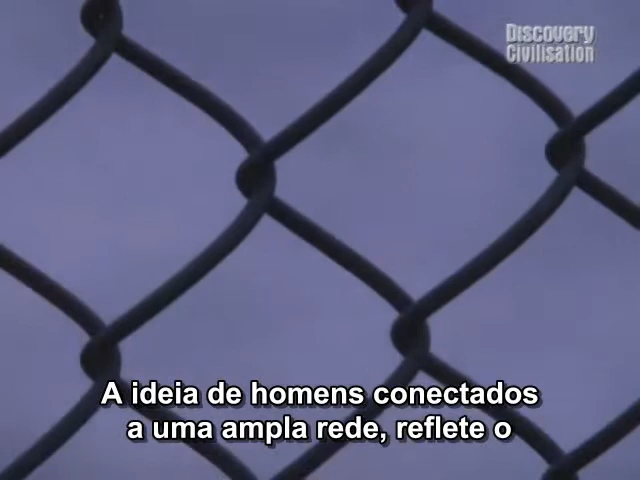 Discovery
Civilisation
A ideia de homens conectados
a uma ampla rede, reflete o